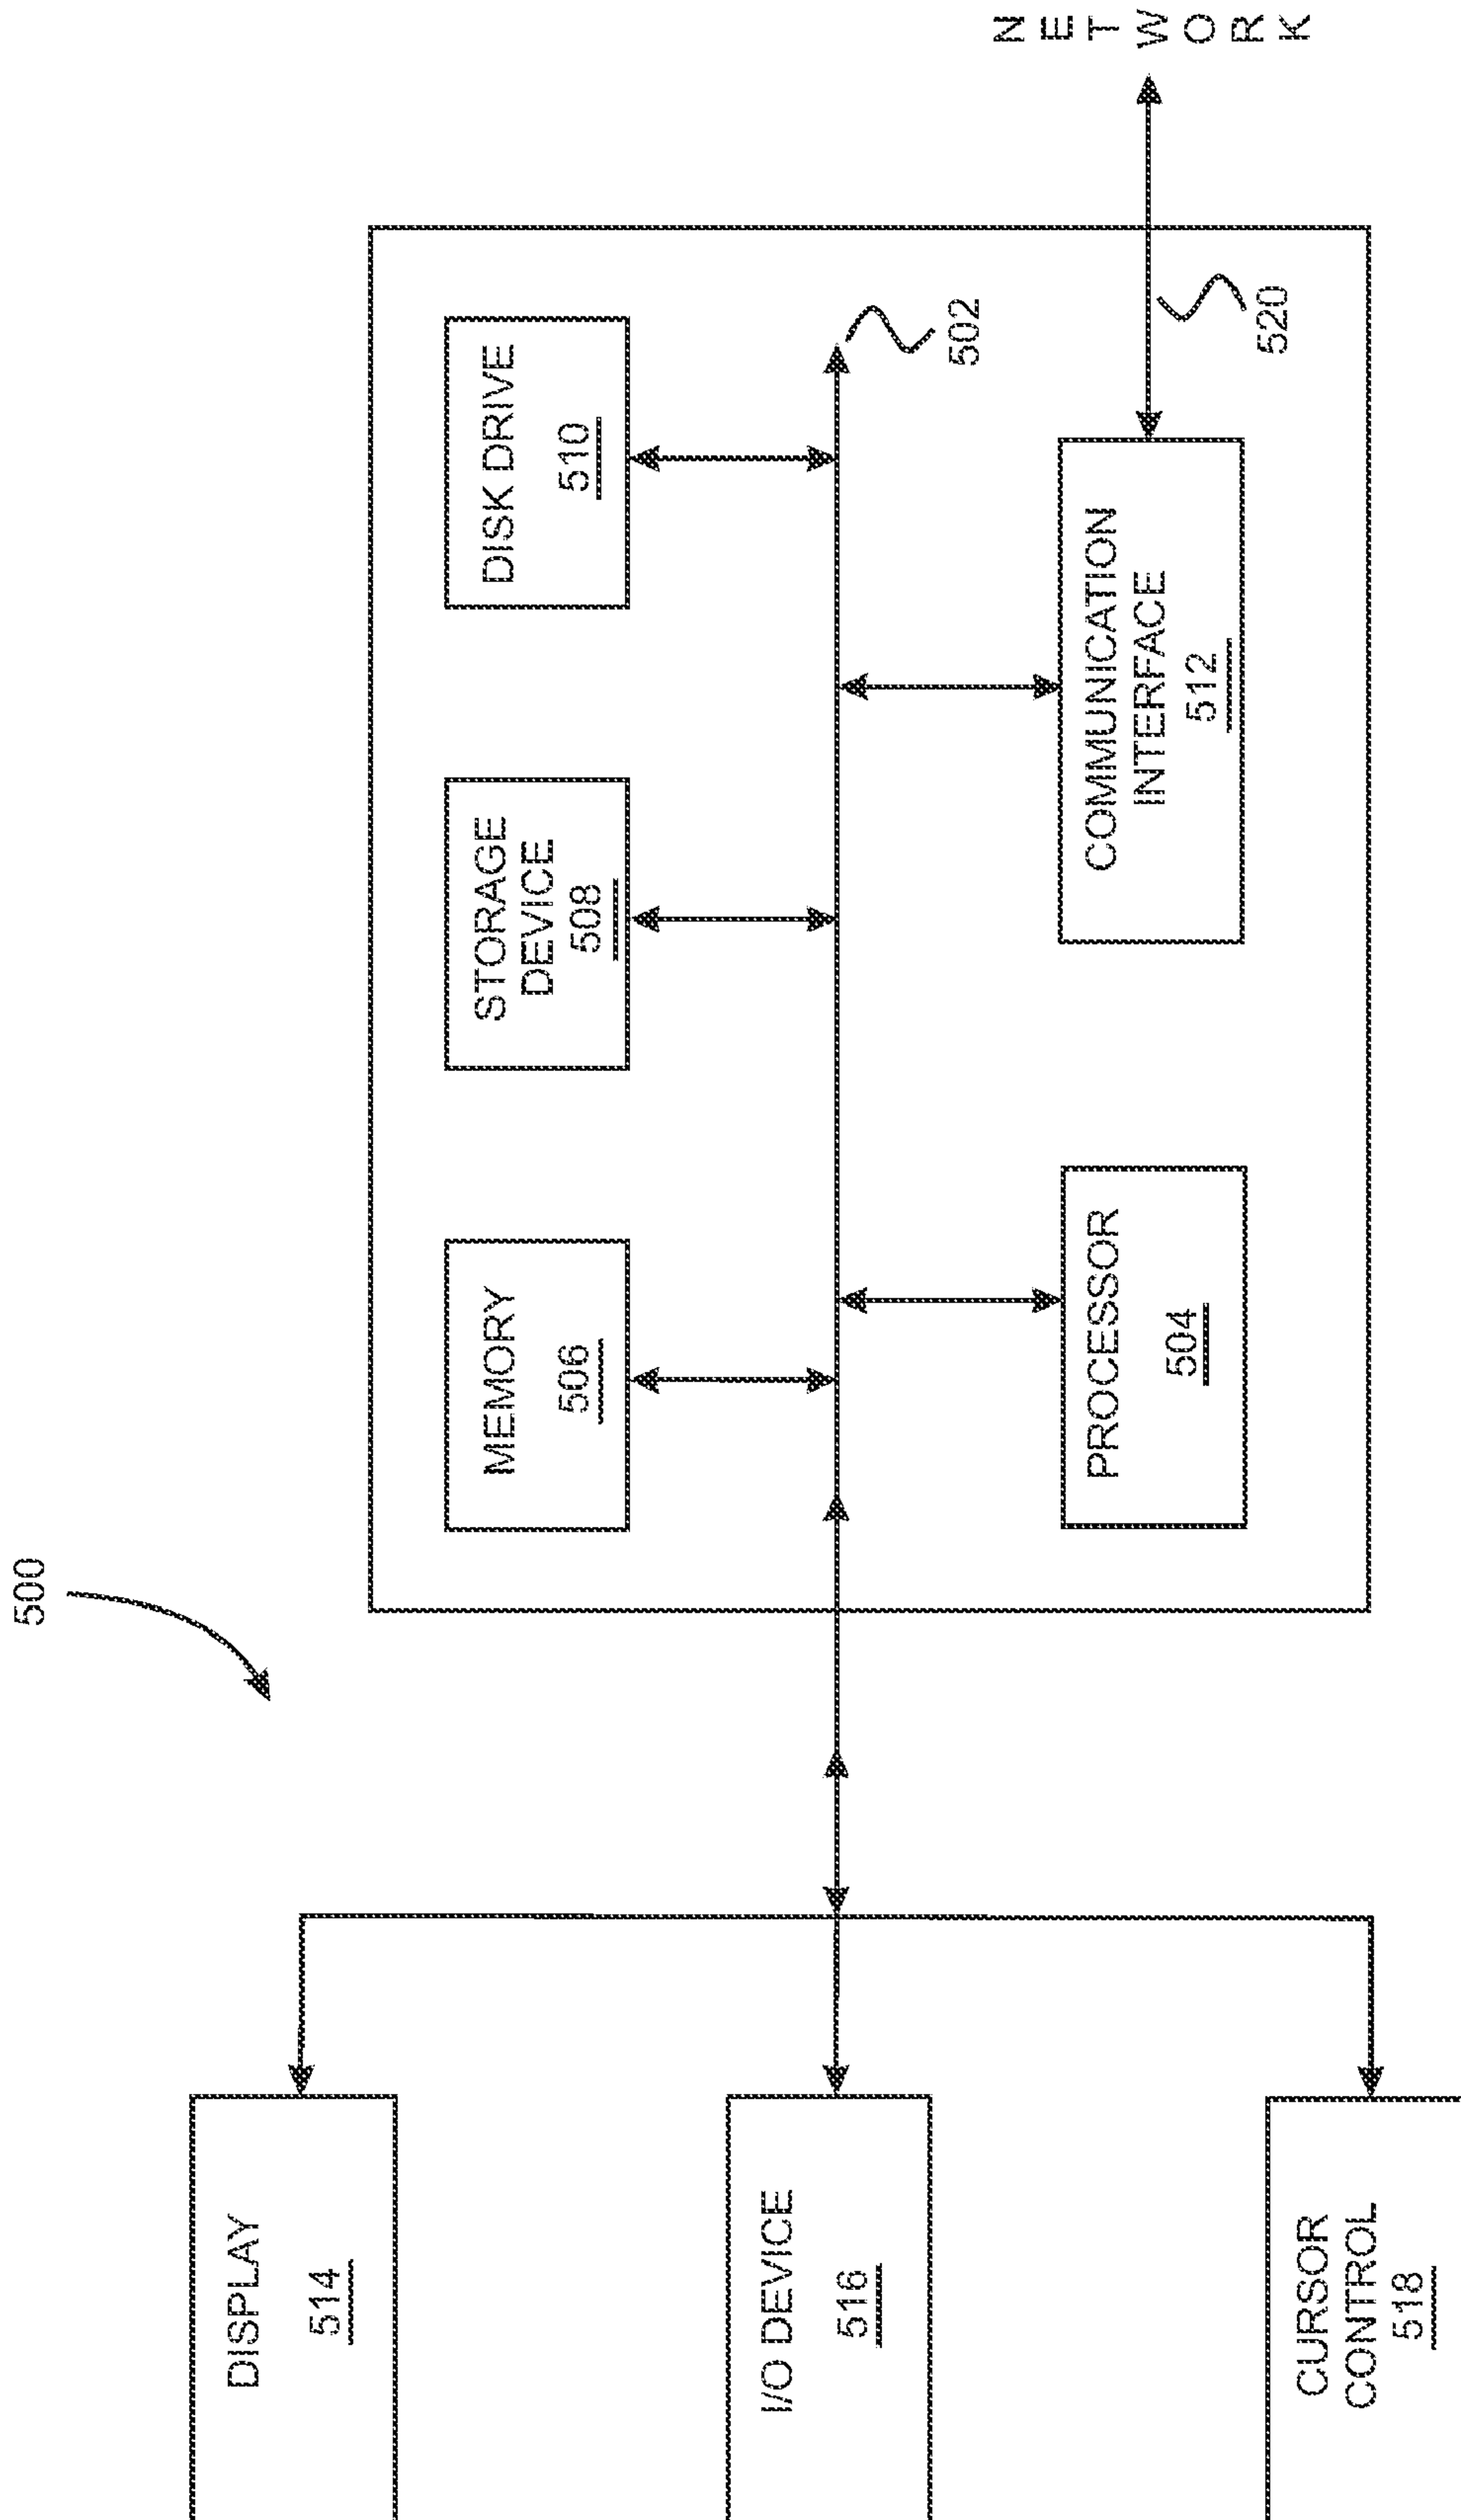 500
DISPLAY
514
I/O DEVICE
516
CURSOR
CONTROL
518
MEMORY
506
STORAGE
DEVICE
508
DISK DRIVE
510
502
PROCESSOR
504
COMMUNICATION
INTERFACE
512
520
NETWORK